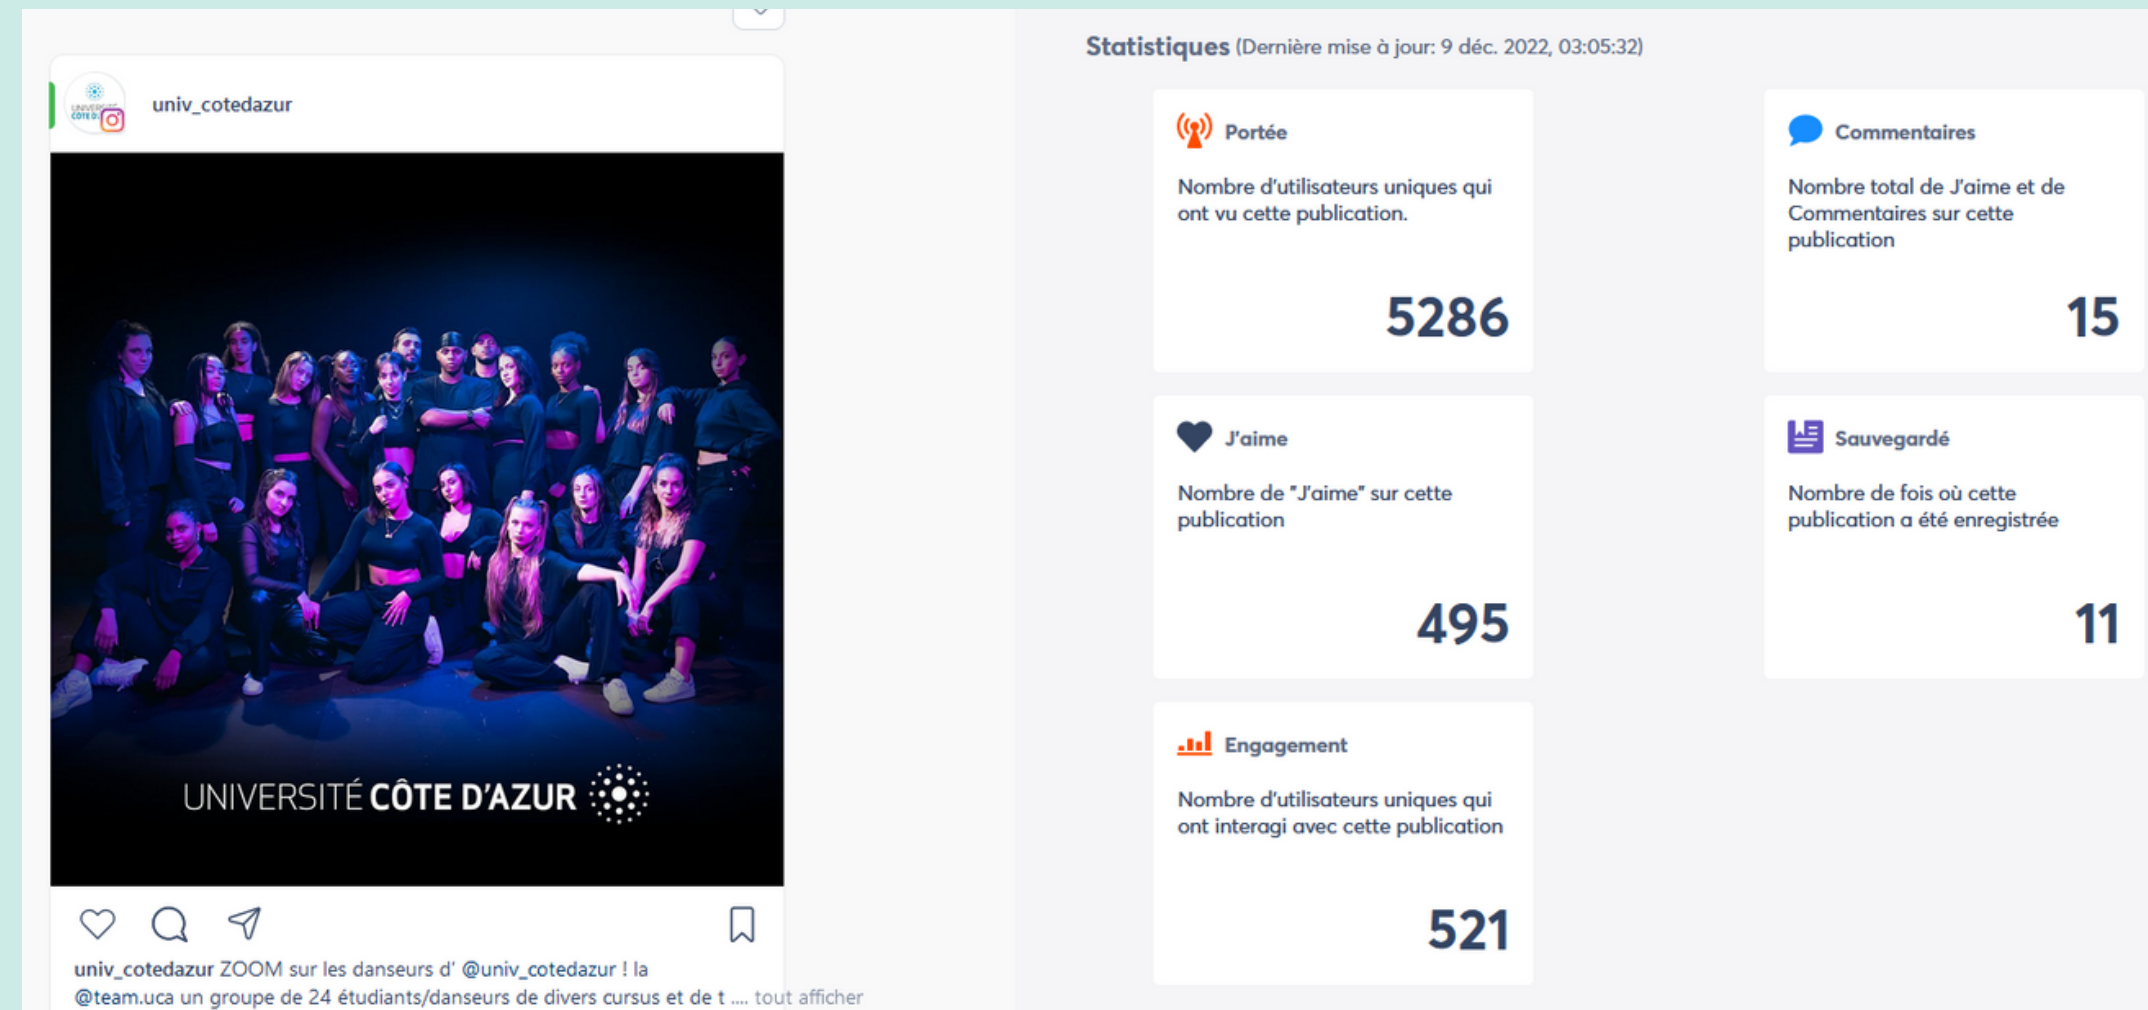 univ_cotedazur
UNIVERSITÉ CÔTE D'AZUR
univ_cotedazur ZOOM sur les danseurs d' @univ_cotedazur ! la
@team.uca un groupe de 24 étudiants/danseurs de divers cursus et de t .... tout afficher
Statistiques (Dernière mise à jour: 9 déc. 2022, 03:05:32)
Portée
Nombre d'utilisateurs uniques qui
ont vu cette publication.
5286
Commentaires
Nombre total de J'aime et de
Commentaires sur cette
publication
15
J'aime
Nombre de "J'aime" sur cette
publication
495
Sauvegardé
Nombre de fois où cette
publication a été enregistrée
11
Engagement
Nombre d'utilisateurs uniques qui
ont interagi avec cette publication
521